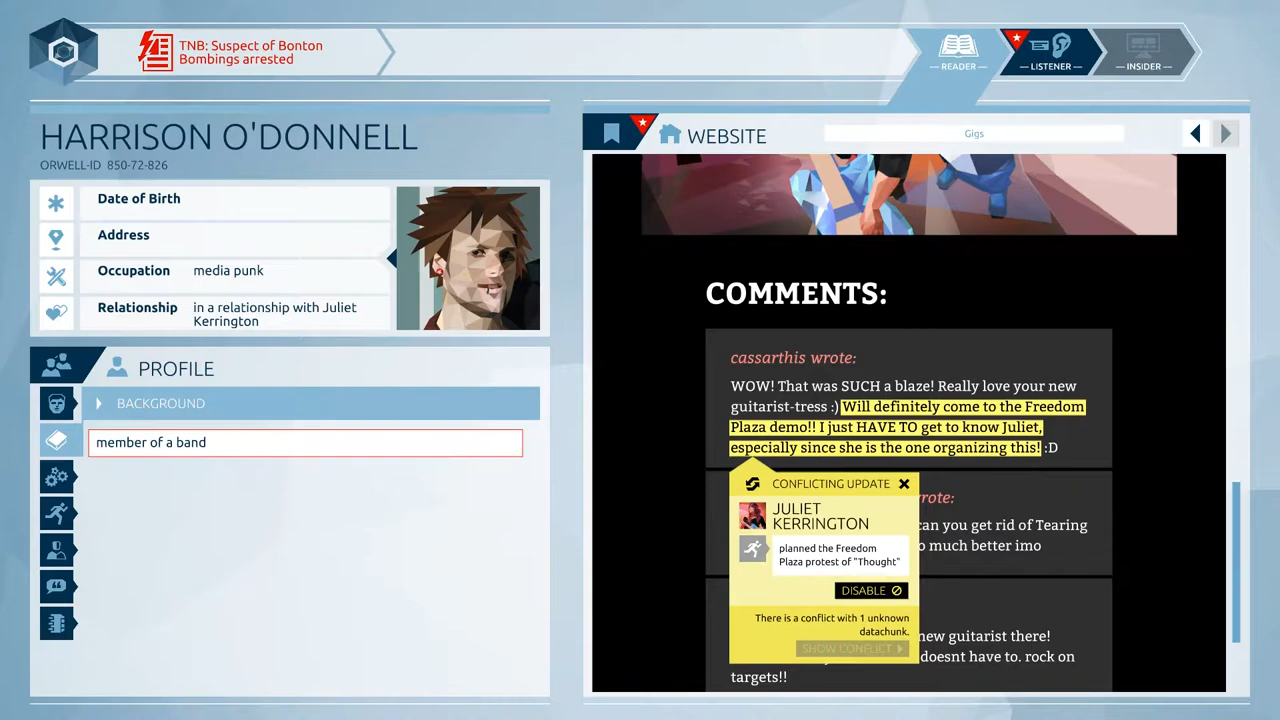 TNB: Suspect of Bonton
Bombings arrested
— READER —
— LISTENER —
— INSIDER —
HARRISON O'DONNELL
ORWELL-ID 850-72-826
Date of Birth
Address
Occupation media punk
Relationship in a relationship with Juliet
Kerrington
PROFILE
BACKGROUND
member of a band
WEBSITE
Gigs
COMMENTS:
cassarthis wrote:
WOW! That was SUCH a blaze! Really love your new
guitarist-tress :) Will definitely come to the Freedom
Plaza demo!! I just HAVE TO get to know Juliet,
especially since she is the one organizing this! :D
CONFLICTING UPDATE
JULIET
KERRINGTON
planned the Freedom
Plaza protest of "Thought"
DISABLE
There is a conflict with 1 unknown
datachunk.
SHOW CONFLICT
wrote:
can you get rid of Tearing
much better imo
new guitarist there!
doesnt have to. rock on
targets!!